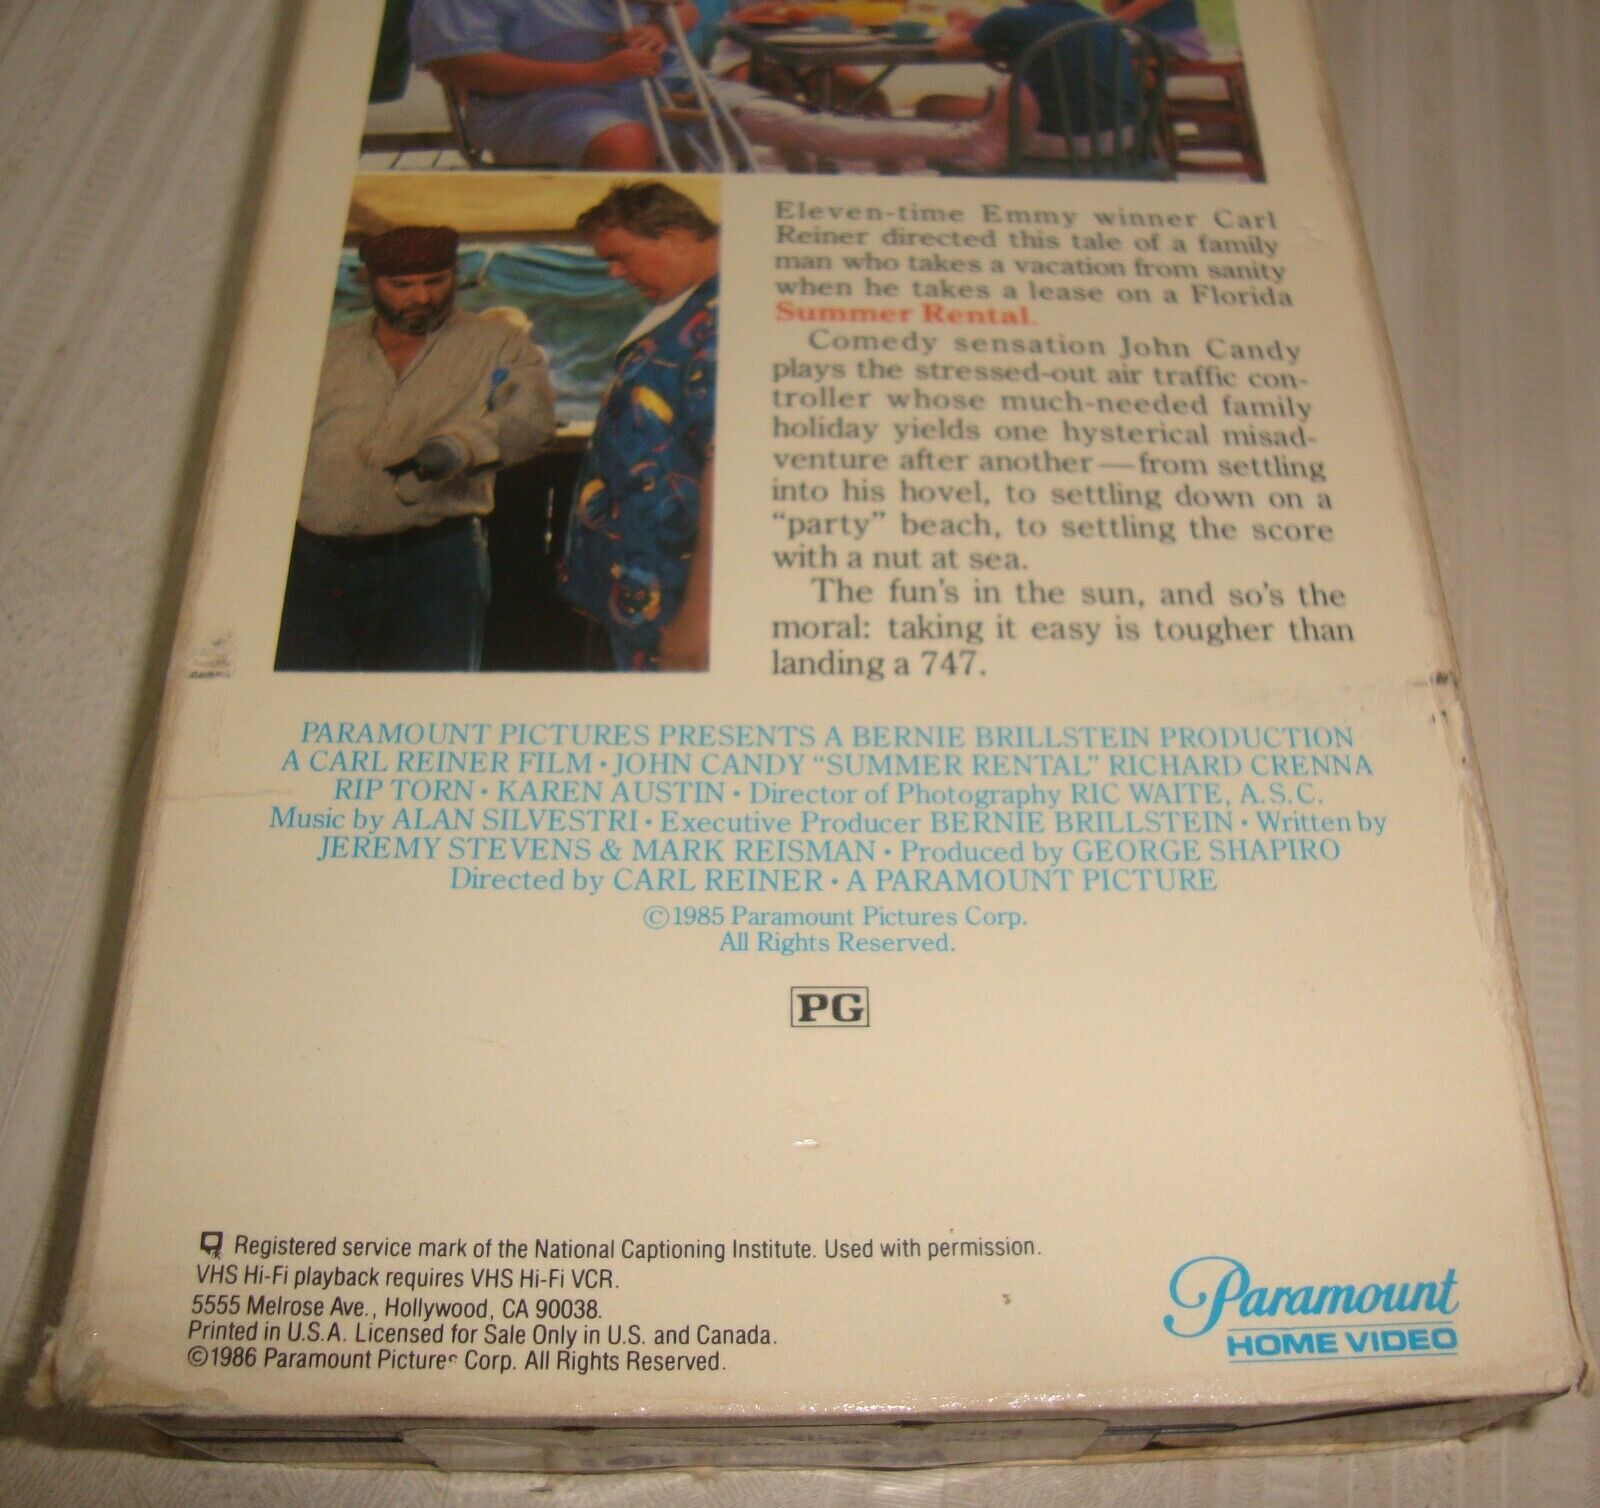 Eleven-time Emmy winner Carl
Reiner directed this tale of a family
man who takes a vacation from sanity
when he takes a lease on a Florida
Summer Rental.
Comedy sensation John Candy
plays the stressed-out air traffic con-
troller whose much-needed family
holiday yields one hysterical misad-
venture after another—from settling
into his hovel, to settling down on a
"party" beach, to settling the score
with a nut at sea.
The fun's in the sun, and so's the
moral: taking it easy is tougher than
landing a 747.
PARAMOUNT PICTURES PRESENTS A BERNIE BRILLSTEIN PRODUCTION
A CARL REINER FILM • JOHN CANDY "SUMMER RENTAL" RICHARD CRENNA
RIP TORN • KAREN AUSTIN • Director of Photography RIC WAITE, A.S.C.
Music by ALAN SILVESTRI • Executive Producer BERNIE BRILLSTEIN • Written by
JEREMY STEVENS & MARK REISMAN • Produced by GEORGE SHAPIRO
Directed by CARL REINER • A PARAMOUNT PICTURE
©1985 Paramount Pictures Corp.
All Rights Reserved.
PG
Registered service mark of the National Captioning Institute. Used with permission.
VHS Hi-Fi playback requires VHS Hi-Fi VCR.
5555 Melrose Ave., Hollywood, CA 90038.
Printed in U.S.A. Licensed for Sale Only in U.S. and Canada.
©1986 Paramount Pictures Corp. All Rights Reserved.
Paramount
HOME VIDEO